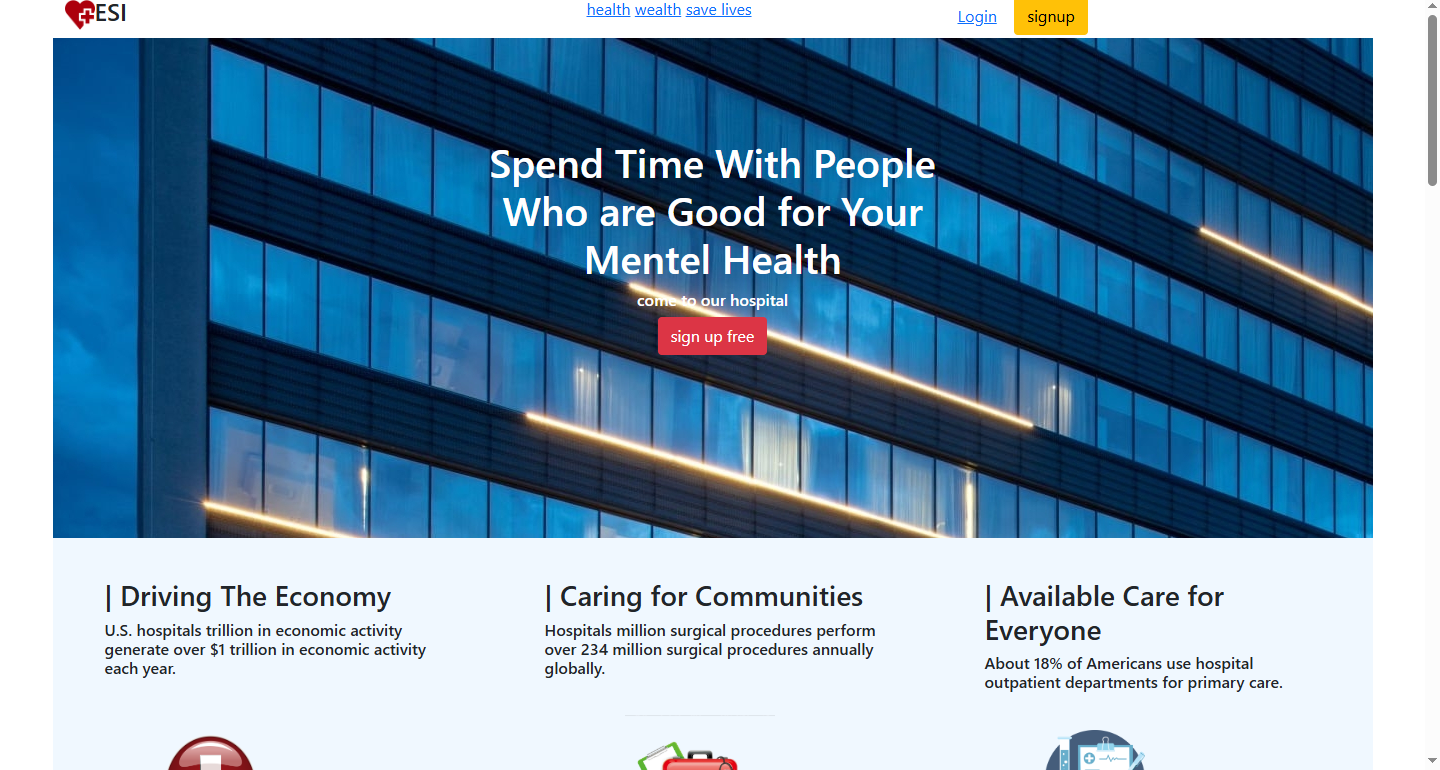 ESI
health wealth save lives
Login
signup
Spend Time With People
Who are Good for Your
Mentel Health
come to our hospital
sign up free
| Driving The Economy
U.S. hospitals trillion in economic activity
generate over $1 trillion in economic activity
each year.
| Caring for Communities
Hospitals million surgical procedures perform
over 234 million surgical procedures annually
globally.
| Available Care for
Everyone
About 18% of Americans use hospital
outpatient departments for primary care.